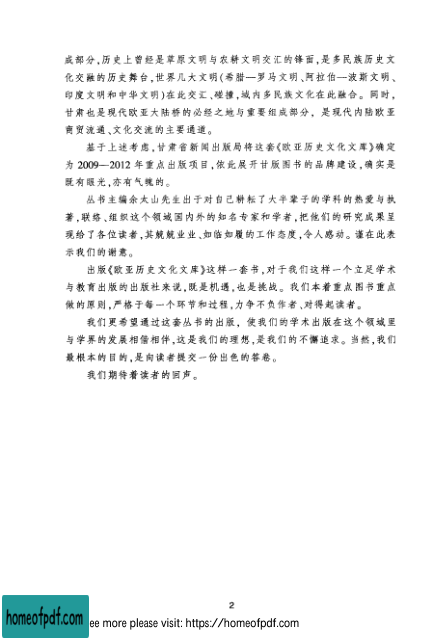 成部分,历史上曾经是草原文明与农耕文明交汇的锋面,是多民族历史文
化交融的历史舞台,世界几大文明(希腊—罗马文明、阿拉伯—波斯文明、
印度文明和中华文明)在此交汇、碰撞,域内多民族文化在此融合。同时,
甘肃也是现代欧亚大陆桥的必经之地与重要组成部分,是现代内陆欧亚
商贸流通、文化交流的主要通道。
基于上述考虑,甘肃省新闻出版局将这套《欧亚历史文化文库》确定
为 2009—2012 年重点出版项目,依此展开甘版图书的品牌建设,确实是
既有眼光,亦有气魄的。
丛书主编余太山先生出于对自己耕耘了大半辈子的学科的热爱与执
著,联络、组织这个领域国内外的知名专家和学者,把他们的研究成果呈
现给了各位读者,其兢兢业业、如临如履的工作态度,令人感动。谨在此表
示我们的谢意。
出版《欧亚历史文化文库》这样一套书,对于我们这样一个立足学术
与教育出版的出版社来说,既是机遇,也是挑战。我们本着重点图书重点
做的原则,严格于每一个环节和过程,力争不负作者、对得起读者。
我们更希望通过这套丛书的出版,使我们的学术出版在这个领域里
与学界的发展相偕相伴,这是我们的理想,是我们的不懈追求。当然,我们
最根本的目的,是向读者提交一份出色的答卷。
我们期待着读者的回声。
2
homeofpdf.com
ee more please visit: https://homeofpdf.com